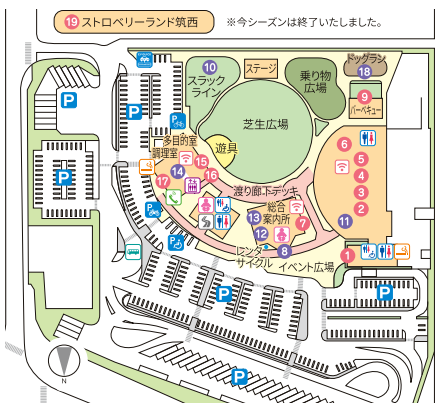 19 ストロベリーランド筑西 ※今シーズンは終了いたしました。
10
スラック
ライン
ステージ
乗り物
広場
ドッグラン
18
9
バーベキュー
P
P
P
芝生広場
多目的室
調理室
遊具
6
5
4
3
2
11
15
14
16
17
渡り廊下デッキ
総合
案内所
13
12
7
8
レンタ
サイクル
イベント広場
1
P
P
P
P
P
P
N